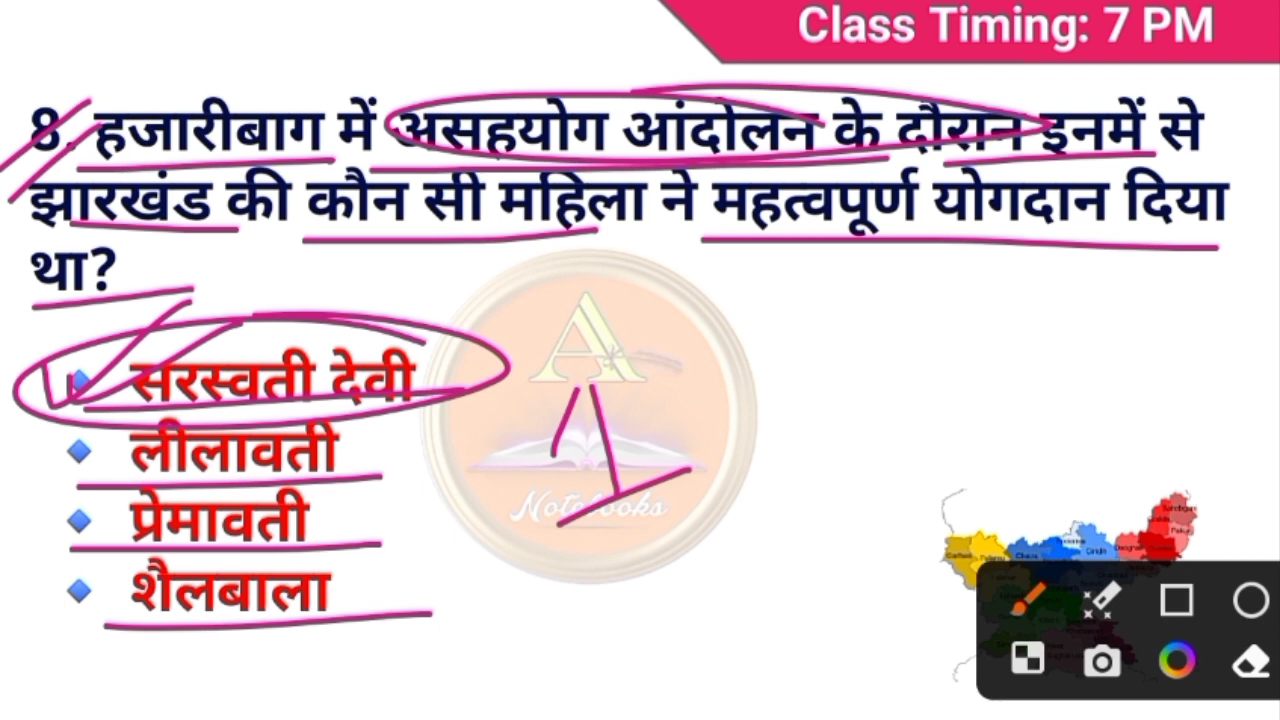 Class Timing: 7 PM
8. हजारीबाग में असहयोग आंदोलन के दौरान इनमें से
झारखंड की कौन सी महिला ने महत्वपूर्ण योगदान दिया
था?
सरस्वती देवी
लीलावती
प्रेमावती
शैलबाला
A
Notebooks